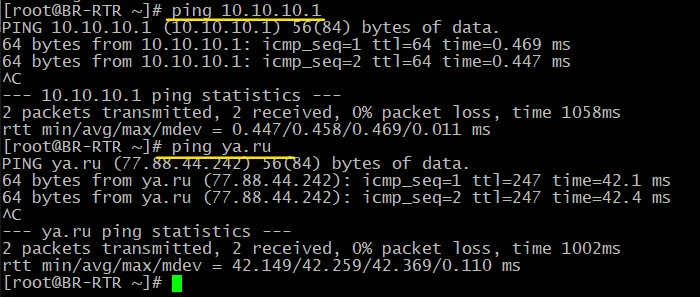 [root@BR-RTR ~]# ping 10.10.10.1
PING 10.10.10.1 (10.10.10.1) 56(84) bytes of data.
64 bytes from 10.10.10.1: icmp_seq=1 ttl=64 time=0.469 ms
64 bytes from 10.10.10.1: icmp_seq=2 ttl=64 time=0.447 ms
^C
--- 10.10.10.1 ping statistics ---
2 packets transmitted, 2 received, 0% packet loss, time 1058ms
rtt min/avg/max/mdev = 0.447/0.458/0.469/0.011 ms
[root@BR-RTR ~]# ping ya.ru
PING ya.ru (77.88.44.242) 56(84) bytes of data.
64 bytes from ya.ru (77.88.44.242): icmp_seq=1 ttl=247 time=42.1 ms
64 bytes from ya.ru (77.88.44.242): icmp_seq=2 ttl=247 time=42.4 ms
^C
--- ya.ru ping statistics ---
2 packets transmitted, 2 received, 0% packet loss, time 1002ms
rtt min/avg/max/mdev = 42.149/42.259/42.369/0.110 ms
[root@BR-RTR ~]#